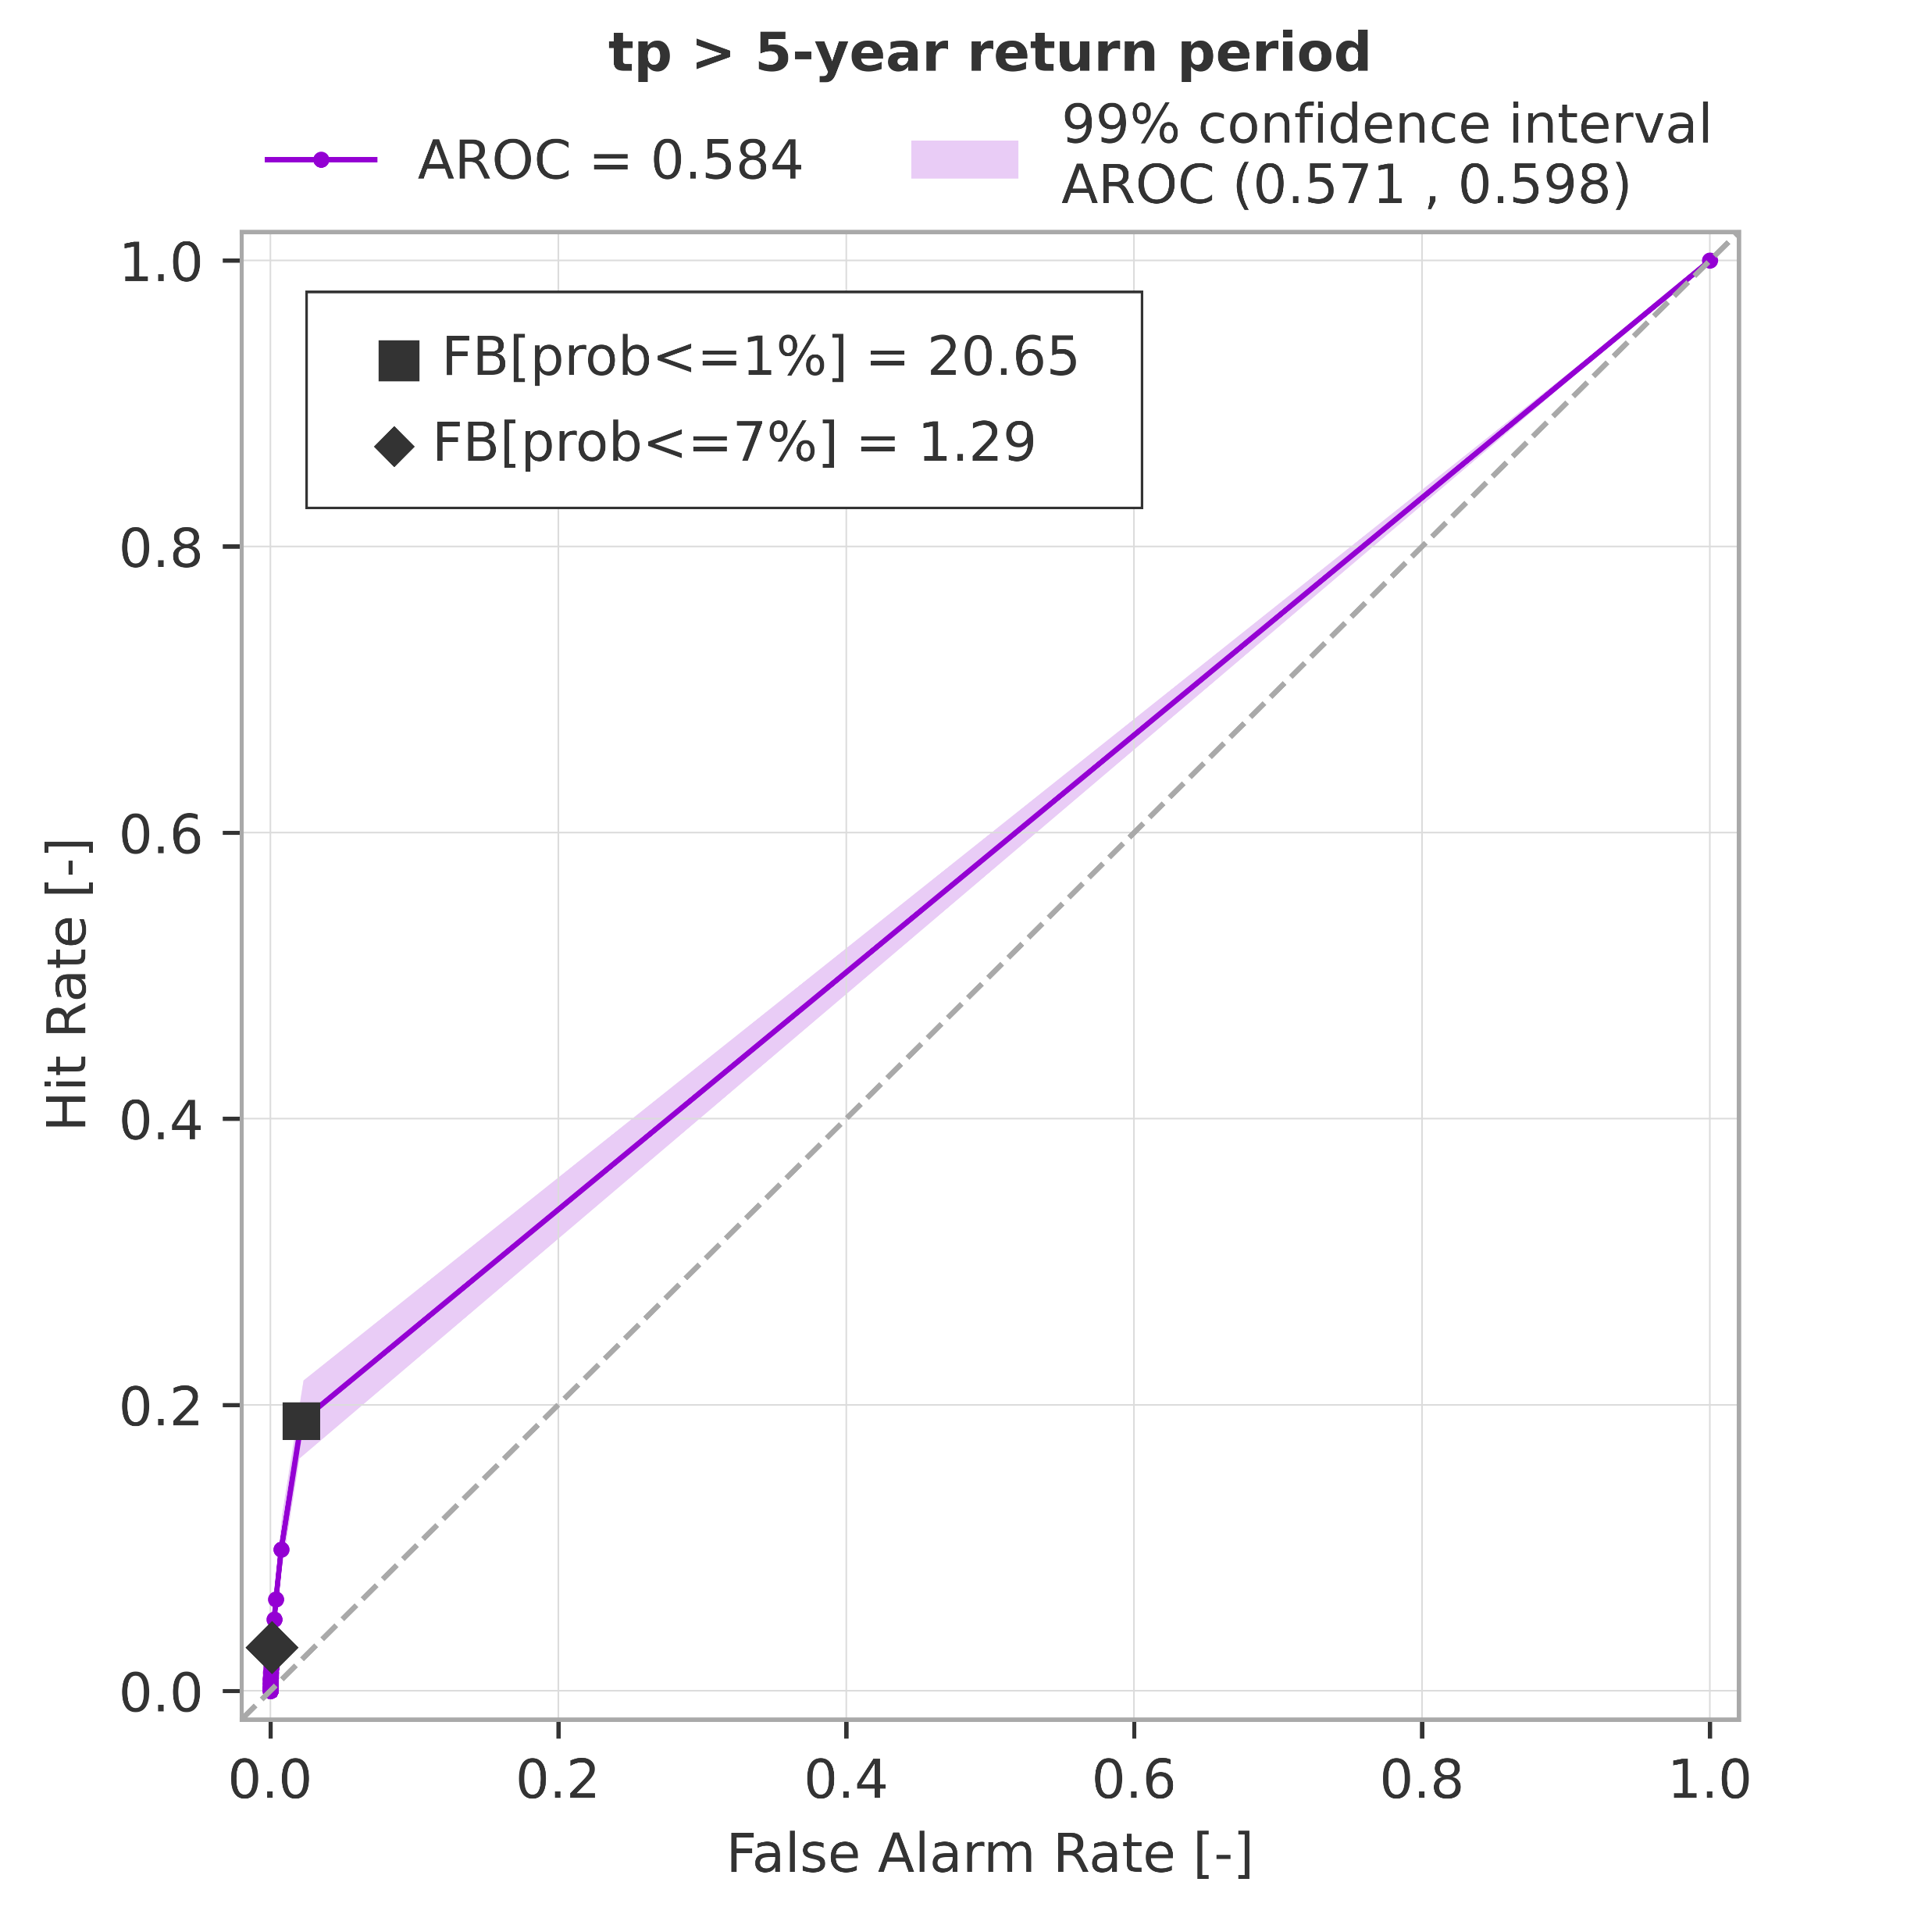 tp > 5-year return period
AROC = 0.584
99% confidence interval
AROC (0.571 , 0.598)
FB[prob<=1%] = 20.65
FB[prob<=7%] = 1.29
Hit Rate [-]
1.0
0.8
0.6
0.4
0.2
0.0
0.0 0.2 0.4 0.6 0.8 1.0
False Alarm Rate [-]